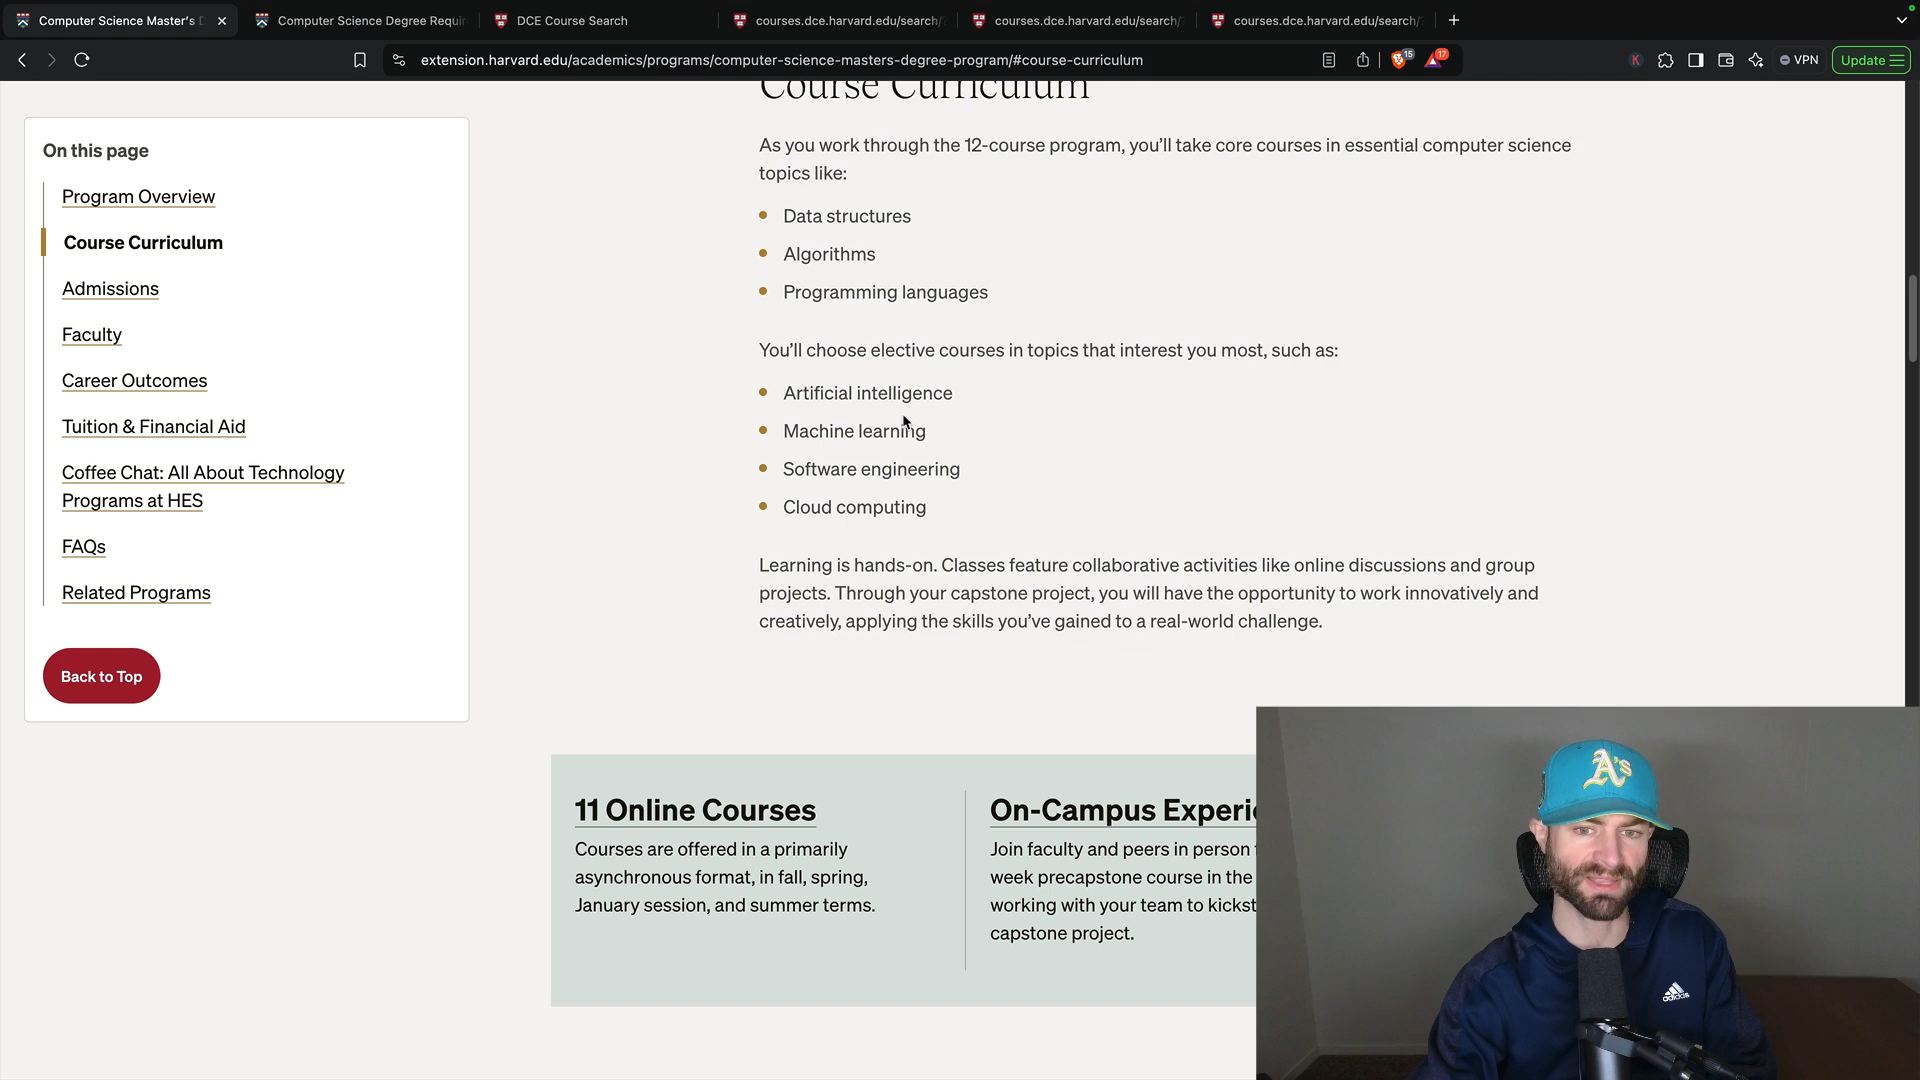 Computer Science Master's D
Computer Science Degree Requir
DCE Course Search
courses.dce.harvard.edu/search/
courses.dce.harvard.edu/search/
courses.dce.harvard.edu/search/
extension.harvard.edu/academics/programs/computer-science-masters-degree-program/#course-curriculum
15
17
K
VPN
Update
On this page
Program Overview
Course Curriculum
Admissions
Faculty
Career Outcomes
Tuition & Financial Aid
Coffee Chat: All About Technology
Programs at HES
FAQs
Related Programs
Back to Top
Course Curriculum
As you work through the 12-course program, you'll take core courses in essential computer science
topics like:
Data structures
Algorithms
Programming languages
You'll choose elective courses in topics that interest you most, such as:
Artificial intelligence
Machine learning
Software engineering
Cloud computing
Learning is hands-on. Classes feature collaborative activities like online discussions and group
projects. Through your capstone project, you will have the opportunity to work innovatively and
creatively, applying the skills you've gained to a real-world challenge.
11 Online Courses
Courses are offered in a primarily
asynchronous format, in fall, spring,
January session, and summer terms.
On-Campus Experi
Join faculty and peers in person
week precapstone course in the
working with your team to kickst
capstone project.
A's
adidas